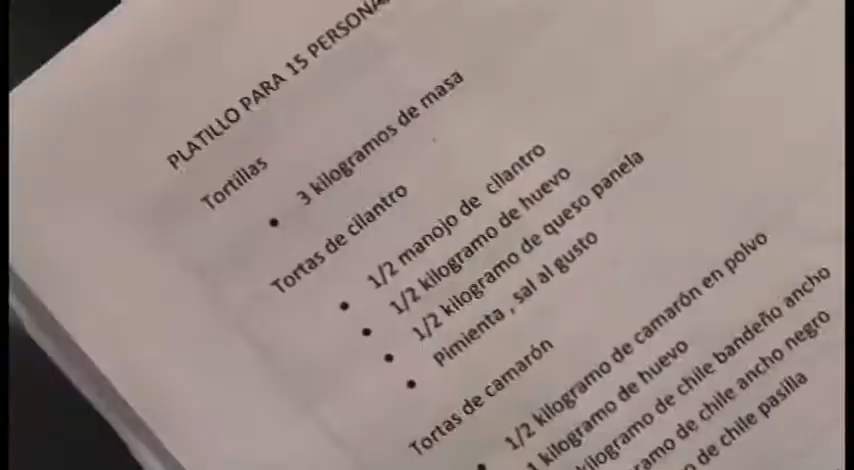 PLATILLO PARA 15 PERSONA
Tortillas
• 3 kilogramos de masa
Tortas de cilantro
• 1/2 manojo de cilantro
• 1/2 kilogramo de huevo
• 1/2 kilogramo de queso panela
• Pimienta , sal al gusto
Tortas de camarón
• 1/2 kilogramo de camarón en polvo
1 kilogramo de huevo
kilogramo de chile bandeño ancho
ramo de chile ancho negro
de chile pasilla